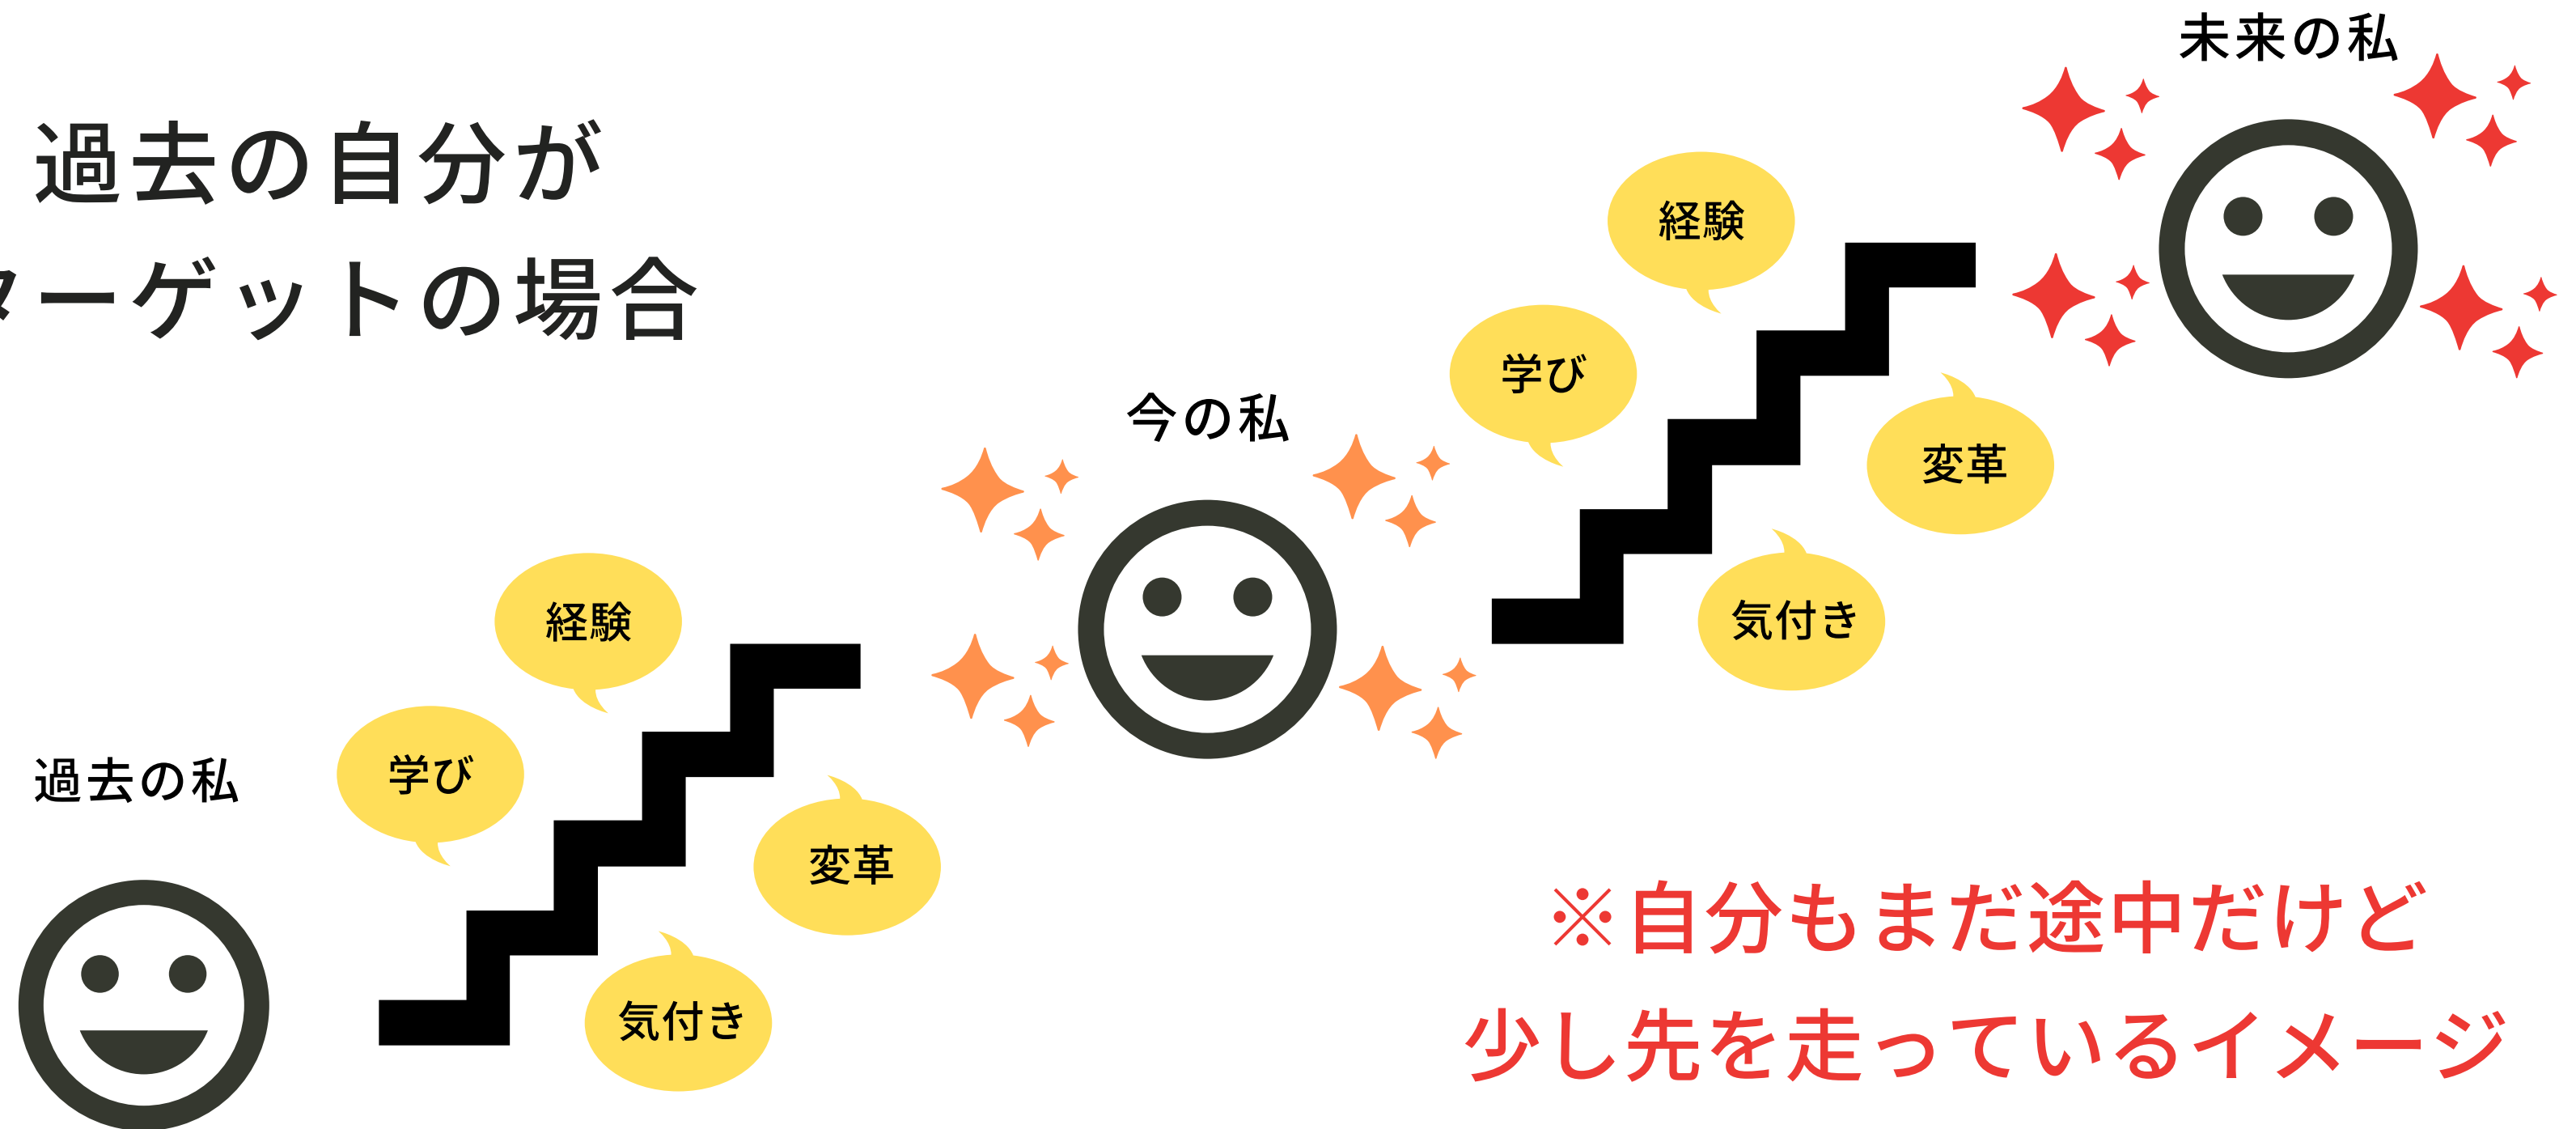 過去の自分が
ターゲットの場合
未来の私
経験
学び
変革
気付き
今の私
経験
学び
変革
気付き
過去の私
※自分もまだ途中だけど
少し先を走っているイメージ